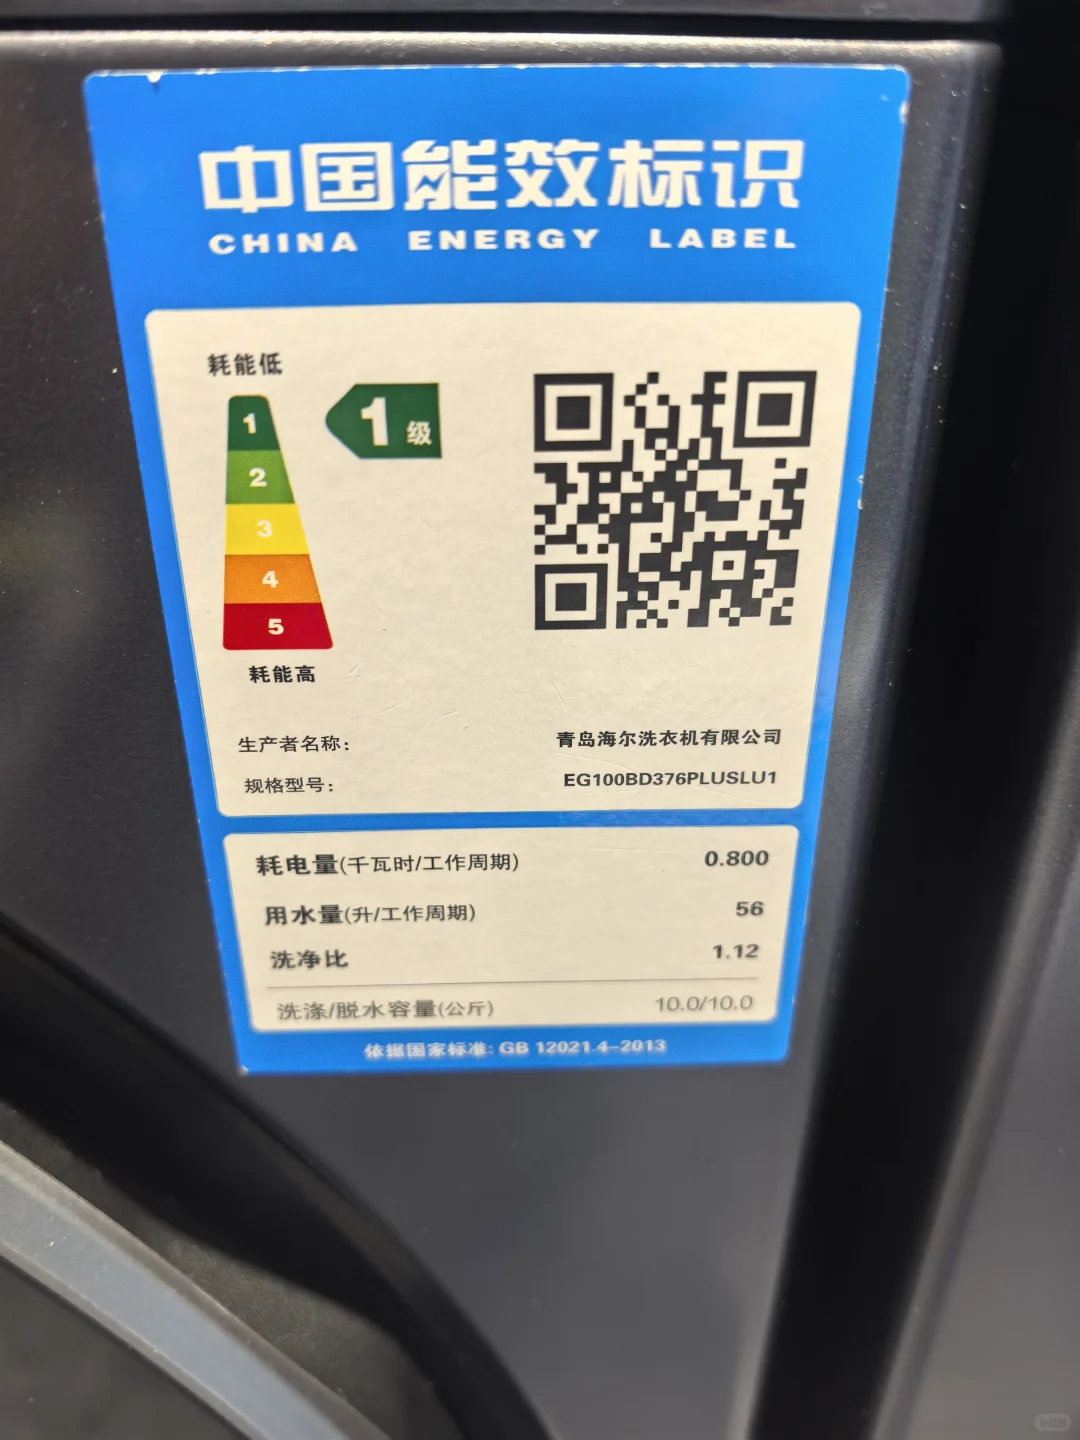 中国能效标识
CHINA ENERGY LABEL
耗能低
1
1级
2
3
4
5
耗能高
生产者名称: 青岛海尔洗衣机有限公司
规格型号: EG100BD376PLUSLU1
耗电量(千瓦时/工作周期) 0.800
用水量(升/工作周期) 56
洗净比 1.12
洗涤/脱水容量(公斤) 10.0/10.0
依据国家标准: GB 12021.4-2013